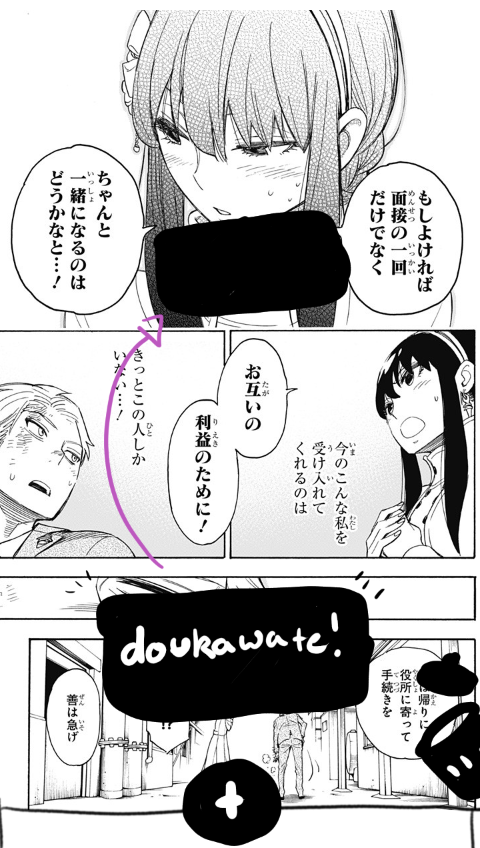 もしよければ
面接の一回
だけでなく
ちゃんと
一緒になるのは
どうかなと…！
今のこんな私を
受け入れて
くれるのは
お互いの
利益のために！
きっとこの人しか
いない…！
doukawate!
は帰りに
役所に寄って
手続きを
!?
善は急げ
+